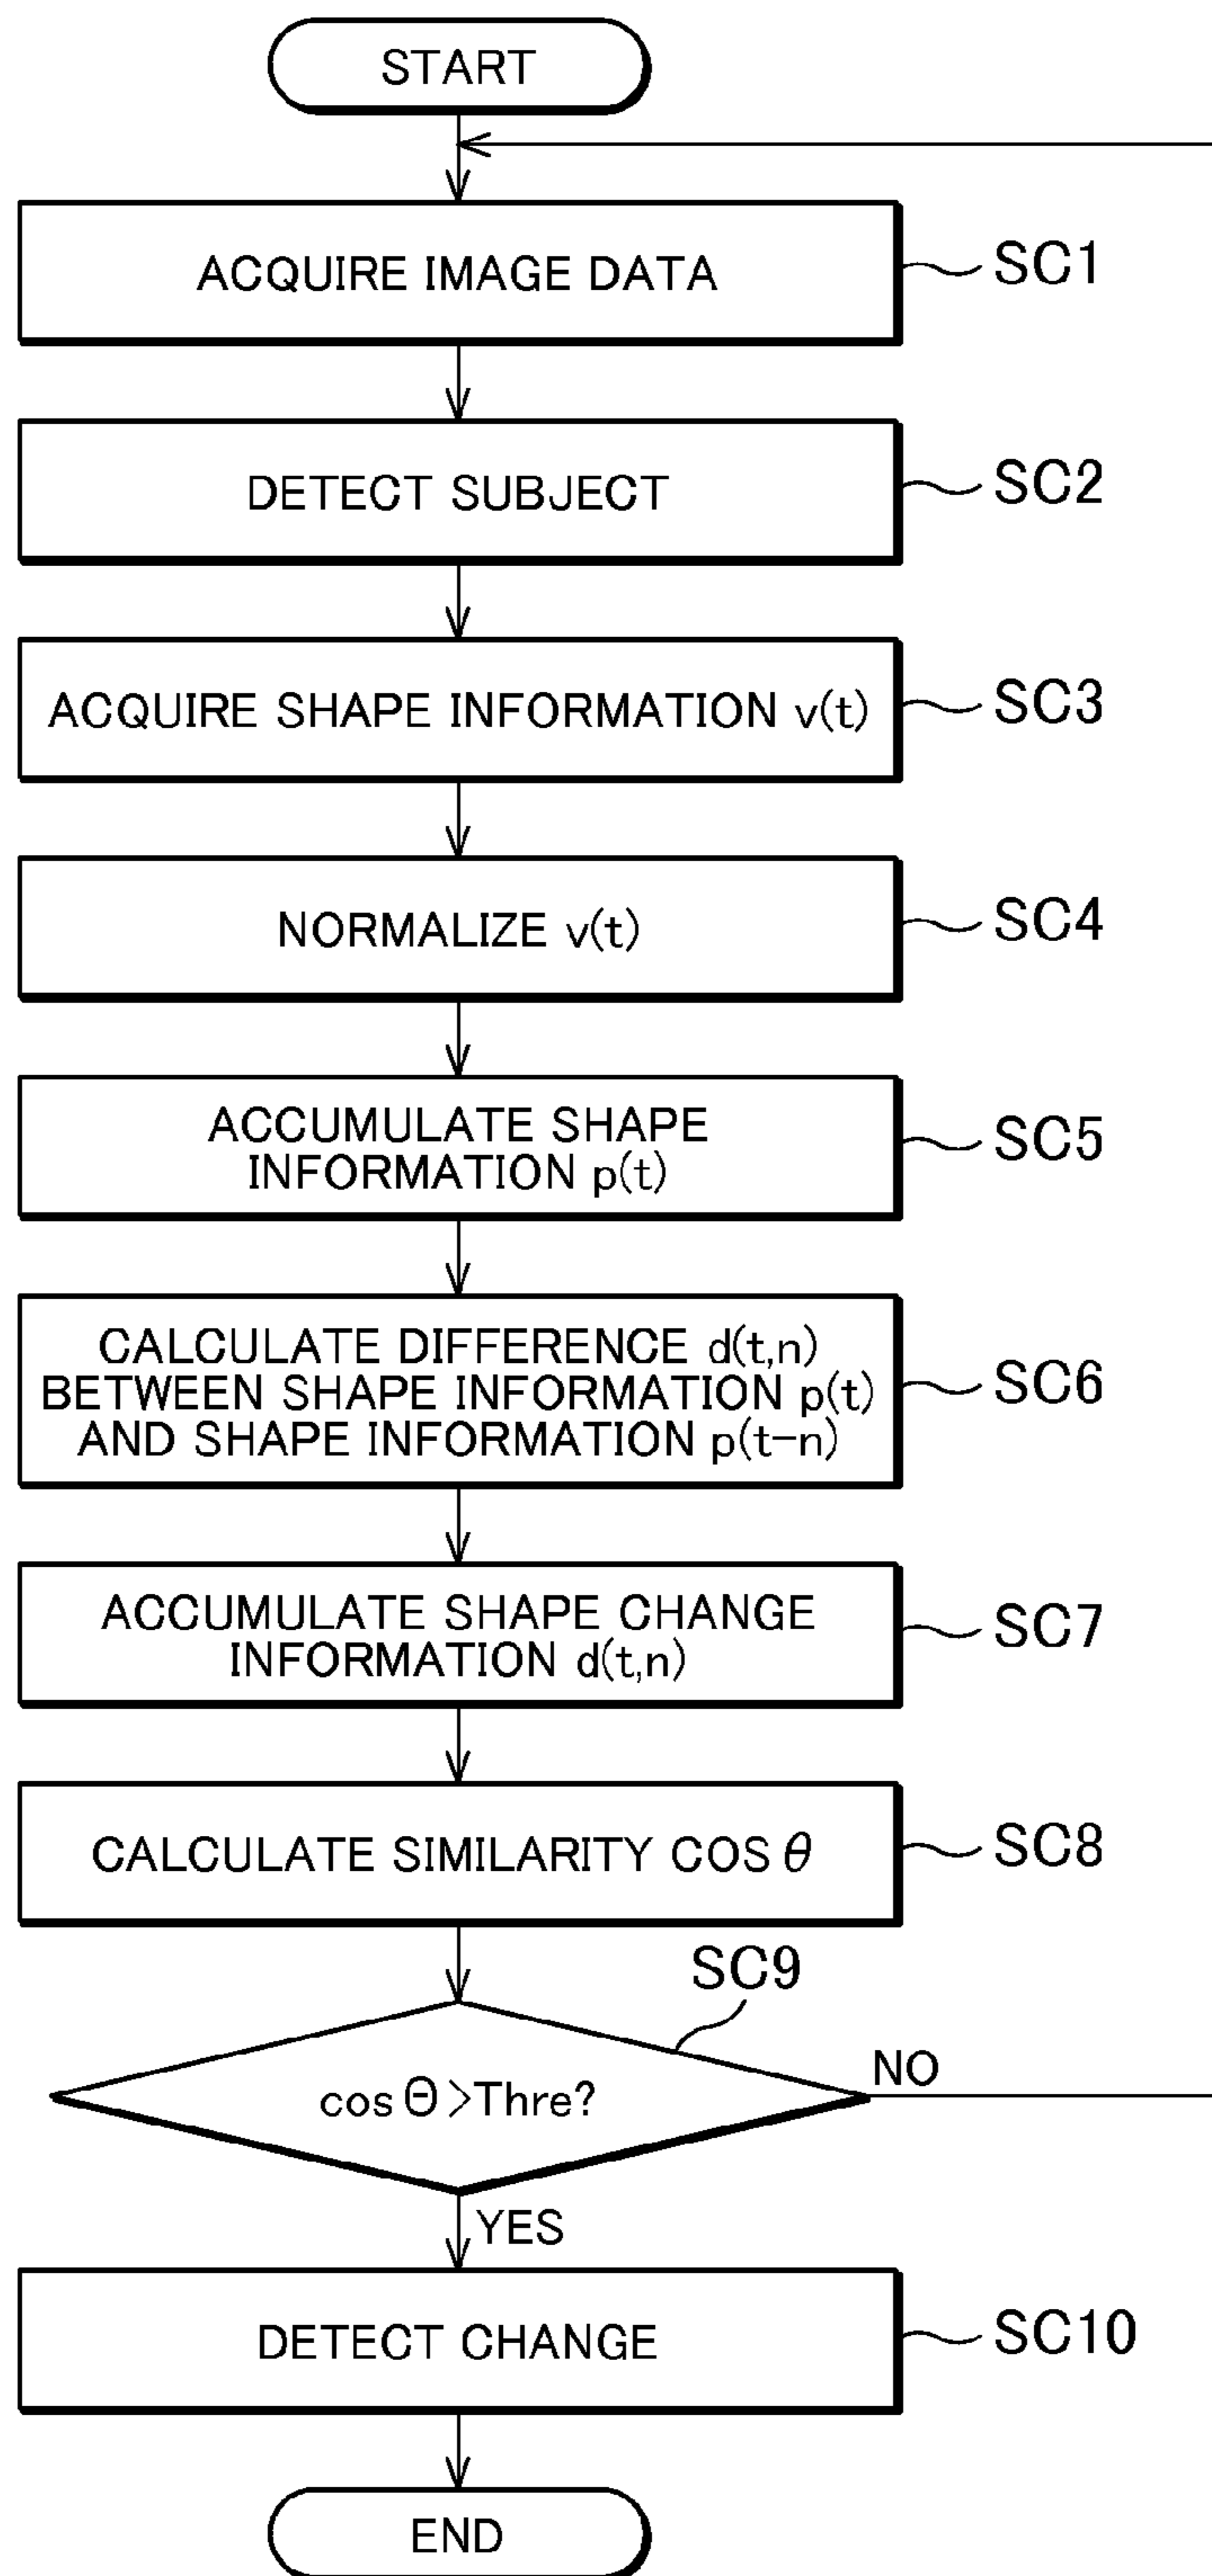 START
ACQUIRE IMAGE DATA
SC1
DETECT SUBJECT
SC2
ACQUIRE SHAPE INFORMATION v(t)
SC3
NORMALIZE v(t)
SC4
ACCUMULATE SHAPE
INFORMATION p(t)
SC5
CALCULATE DIFFERENCE d(t,n)
BETWEEN SHAPE INFORMATION p(t)
AND SHAPE INFORMATION p(t-n)
SC6
ACCUMULATE SHAPE CHANGE
INFORMATION d(t,n)
SC7
CALCULATE SIMILARITY COS θ
SC8
SC9
cos Θ >Thre?
NO
YES
DETECT CHANGE
SC10
END